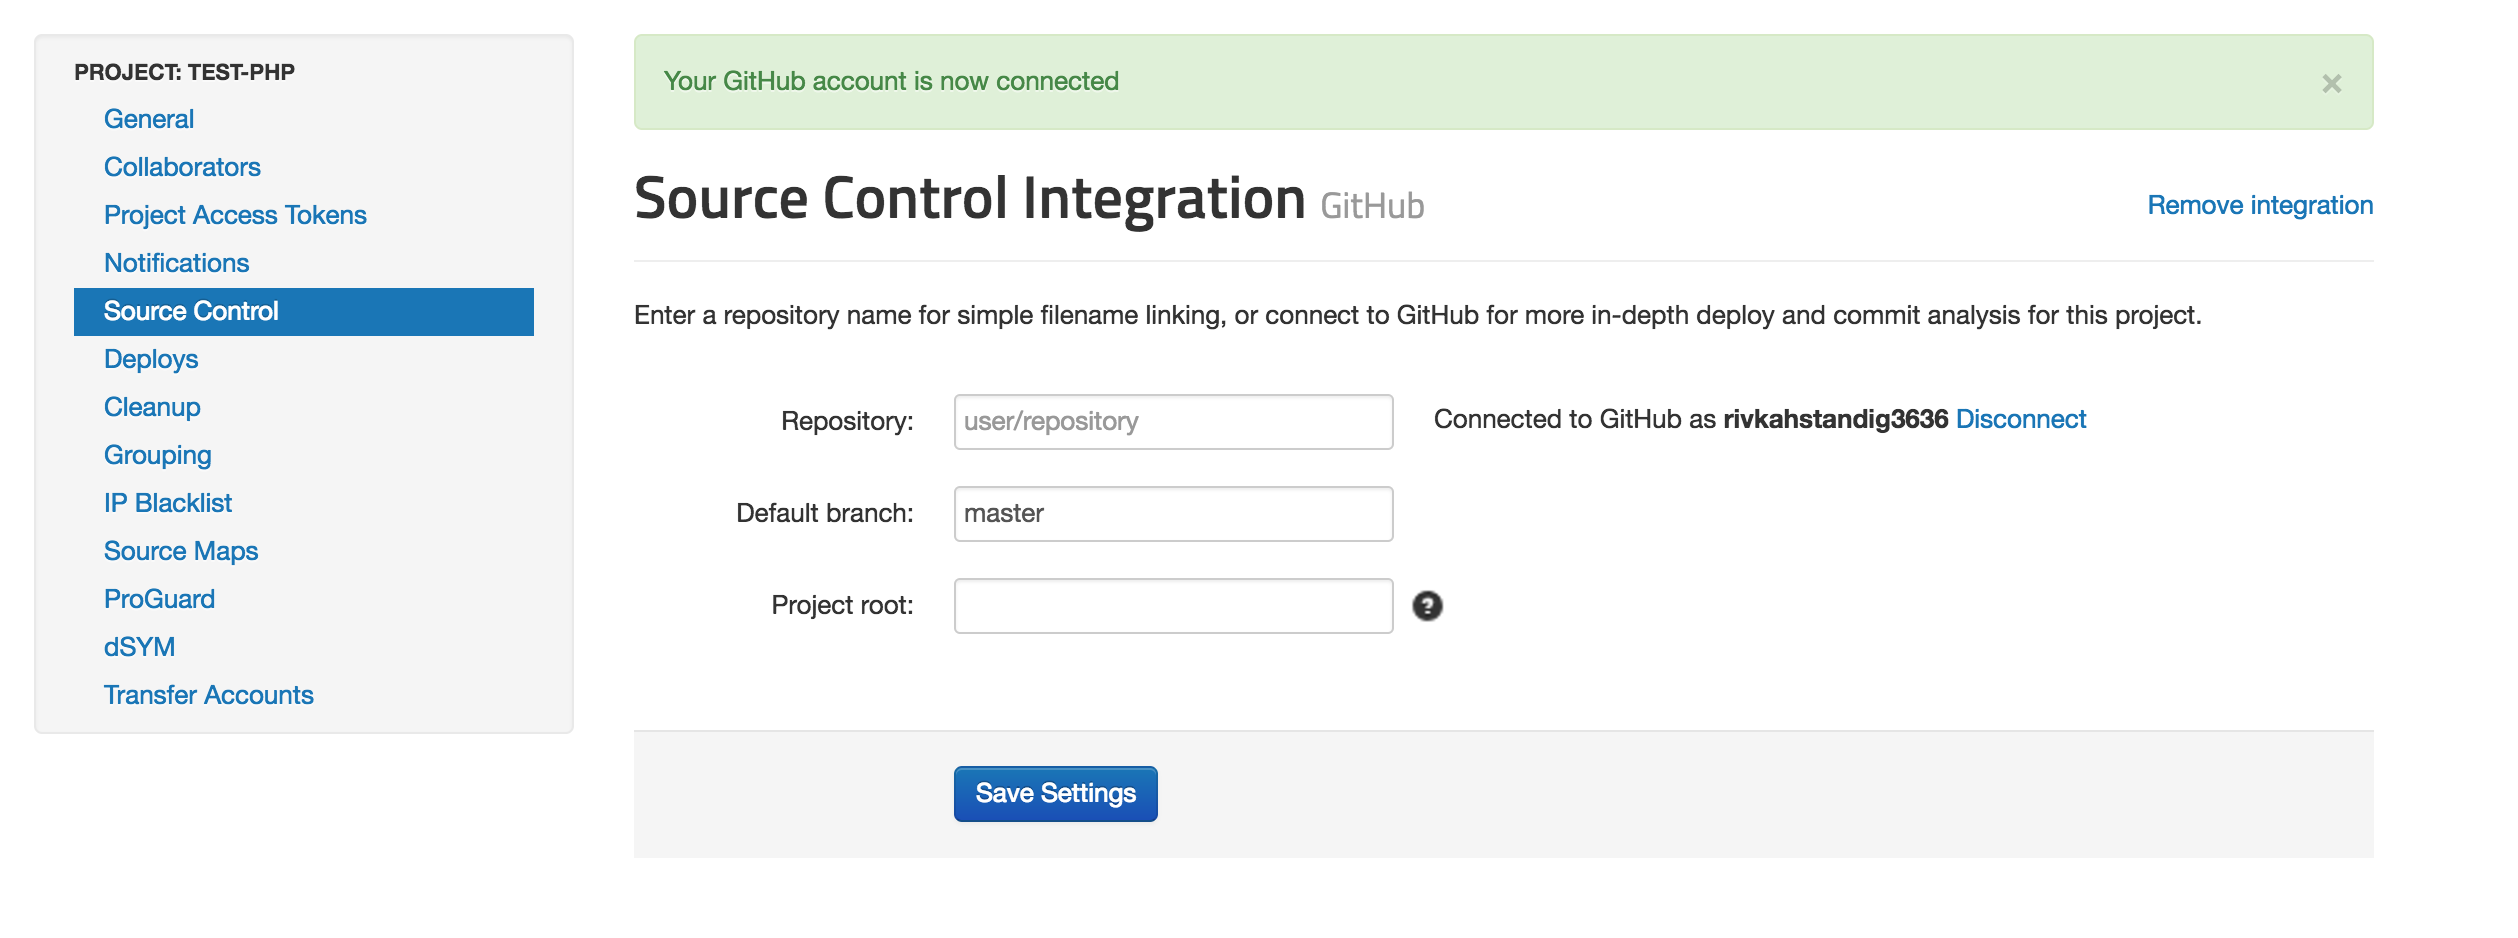 PROJECT: TEST-PHP
General
Collaborators
Project Access Tokens
Notifications
Source Control
Deploys
Cleanup
Grouping
IP Blacklist
Source Maps
ProGuard
dSYM
Transfer Accounts
Your GitHub account is now connected
×
Source Control Integration GitHub
Remove integration
Enter a repository name for simple filename linking, or connect to GitHub for more in-depth deploy and commit analysis for this project.
Repository: user/repository Connected to GitHub as rivkahstandig3636 Disconnect
Default branch: master
Project root: ?
Save Settings